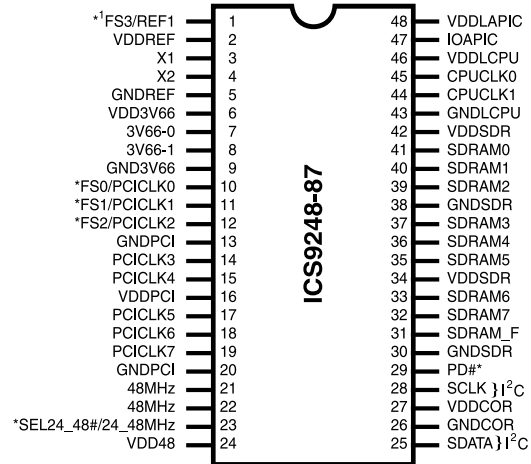 *¹FS3/REF1 1 48 VDDLAPIC
VDDREF 2 47 IOAPIC
X1 3 46 VDDLCPU
X2 4 45 CPUCLK0
GNDREF 5 44 CPUCLK1
VDD3V66 6 43 GNDLCPU
3V66-0 7 42 VDDSDR
3V66-1 8 41 SDRAM0
GND3V66 9 40 SDRAM1
*FS0/PCICLK0 10 39 SDRAM2
*FS1/PCICLK1 11 38 GNDSDR
*FS2/PCICLK2 12 37 SDRAM3
GNDPCI 13 36 SDRAM4
PCICLK3 14 35 SDRAM5
PCICLK4 15 34 VDDSDR
VDDPCI 16 33 SDRAM6
PCICLK5 17 32 SDRAM7
PCICLK6 18 31 SDRAM_F
PCICLK7 19 30 GNDSDR
GNDPCI 20 29 PD#*
48MHz 21 28 SCLK }I²C
48MHz 22 27 VDDCOR
*SEL24_48#/24_48MHz 23 26 GNDCOR
VDD48 24 25 SDATA }I²C
ICS9248-87